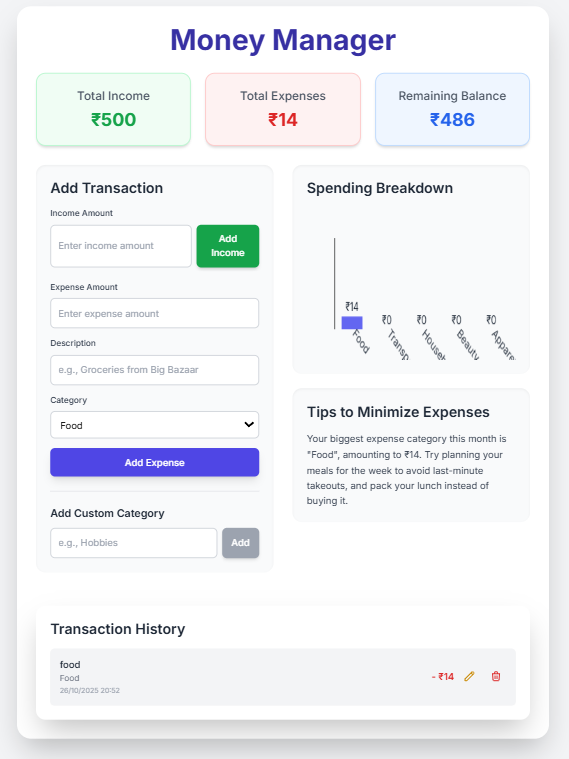 Money Manager
Total Income
₹500
Total Expenses
₹14
Remaining Balance
₹486
Add Transaction
Income Amount
Enter income amount
Add
Income
Expense Amount
Enter expense amount
Description
e.g., Groceries from Big Bazaar
Category
Food
Add Expense
Add Custom Category
e.g., Hobbies
Add
Spending Breakdown
₹14
₹0
₹0
₹0
₹0
Food
Transp
Househ
Beauty
Appare
Tips to Minimize Expenses
Your biggest expense category this month is
"Food", amounting to ₹14. Try planning your
meals for the week to avoid last-minute
takeouts, and pack your lunch instead of
buying it.
Transaction History
food
Food
26/10/2025 20:52
- ₹14